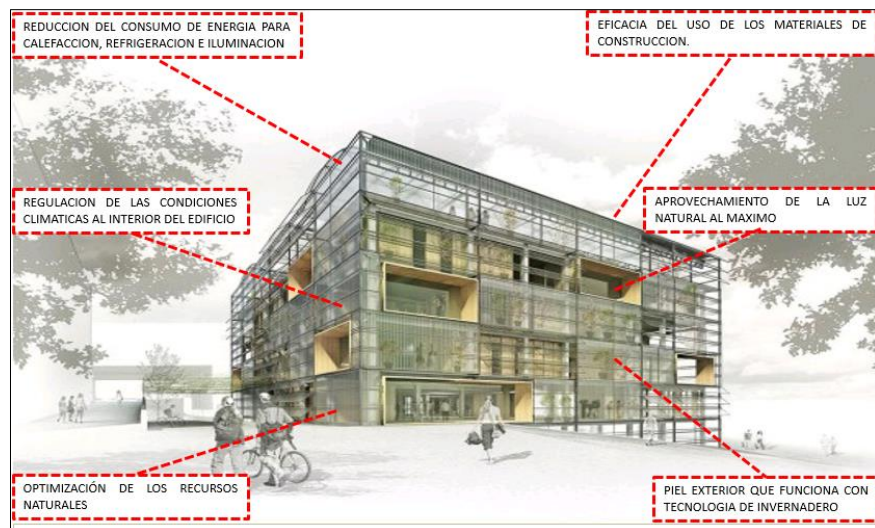 REDUCCION DEL CONSUMO DE ENERGIA PARA
CALEFACCION, REFRIGERACION E ILUMINACION
EFICACIA DEL USO DE LOS MATERIALES DE
CONSTRUCCION.
REGULACION DE LAS CONDICIONES
CLIMATICAS AL INTERIOR DEL EDIFICIO
APROVECHAMIENTO DE LA LUZ
NATURAL AL MAXIMO
OPTIMIZACIÓN DE LOS RECURSOS
NATURALES
PIEL EXTERIOR QUE FUNCIONA CON
TECNOLOGIA DE INVERNADERO